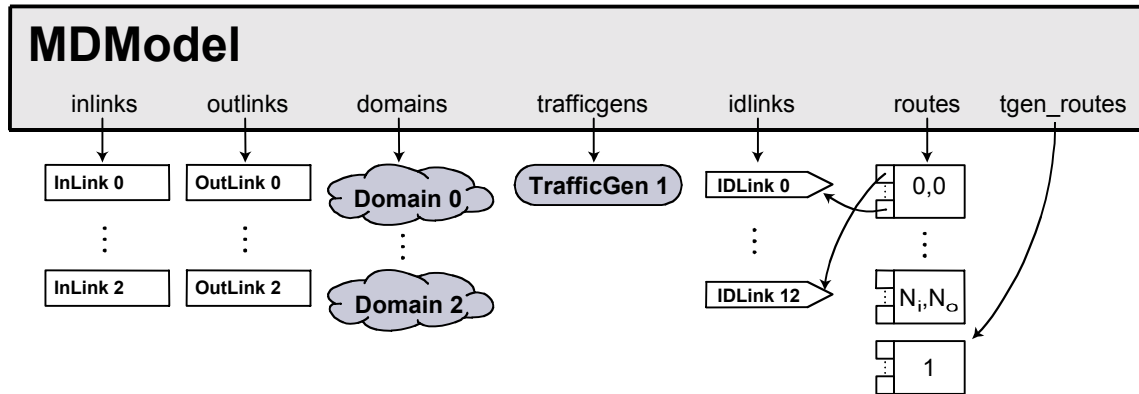 MDModel
inlinks outlinks domains trafficgens idlinks routes tgen_routes
InLink 0 OutLink 0 Domain 0 TrafficGen 1 IDLink 0 0,0
InLink 2 OutLink 2 Domain 2 IDLink 12 Ni,No
1